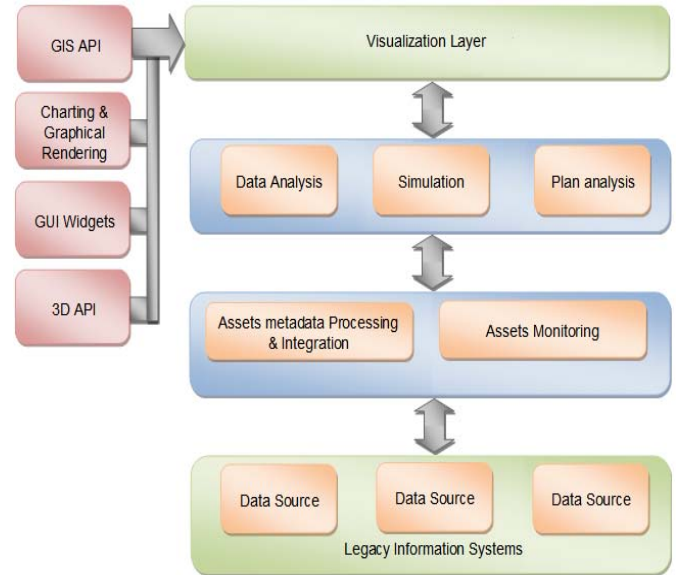 GIS API
Visualization Layer
Charting &
Graphical
Rendering
GUI Widgets
3D API
Data Analysis
Simulation
Plan analysis
Assets metadata Processing
& Integration
Assets Monitoring
Data Source
Data Source
Data Source
Legacy Information Systems